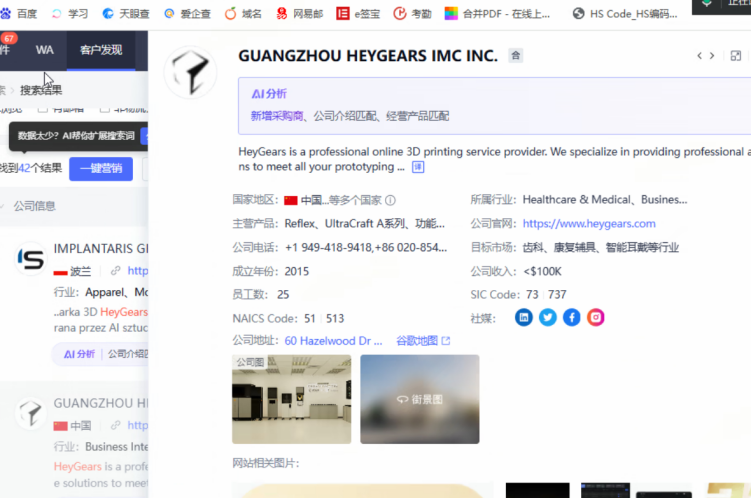 百度
学习
天眼查
爱企查
域名
网易邮
e签宝
考勤
合并PDF - 在线上...
HS Code_HS编码...
正在
67
件
WA
客户发现
索 > 搜索结果
数据太少? AI帮你扩展搜索词
找到42个结果
一键营销
公司信息
IMPLANTARIS G
波兰
http
行业: Apparel、Mo
..arka 3D HeyGears
rana przez AI sztuc
AI 分析
公司介绍匹
GUANGZHOU H
中国
http
行业: Business Inte
HeyGears is a profe
e solutions to meet
GUANGZHOU HEYGEARS IMC INC.
合
AI 分析
新增采购商、公司介绍匹配、经营产品匹配
HeyGears is a professional online 3D printing service provider. We specialize in providing professional a
ns to meet all your prototyping ...
译
国家地区: 中国...等多个国家
所属行业: Healthcare & Medical、Busines...
主营产品: Reflex、UltraCraft A系列、功能...
公司官网: https://www.heygears.com
公司电话: +1 949-418-9418,+86 020-854...
目标市场: 齿科、康复辅具、智能耳戴等行业
成立年份: 2015
公司收入: <$100K
员工数: 25
SIC Code: 73 | 737
NAICS Code: 51 | 513
社媒:
公司地址: 60 Hazelwood Dr ...
谷歌地图
公司图
街景图
网站相关图片: